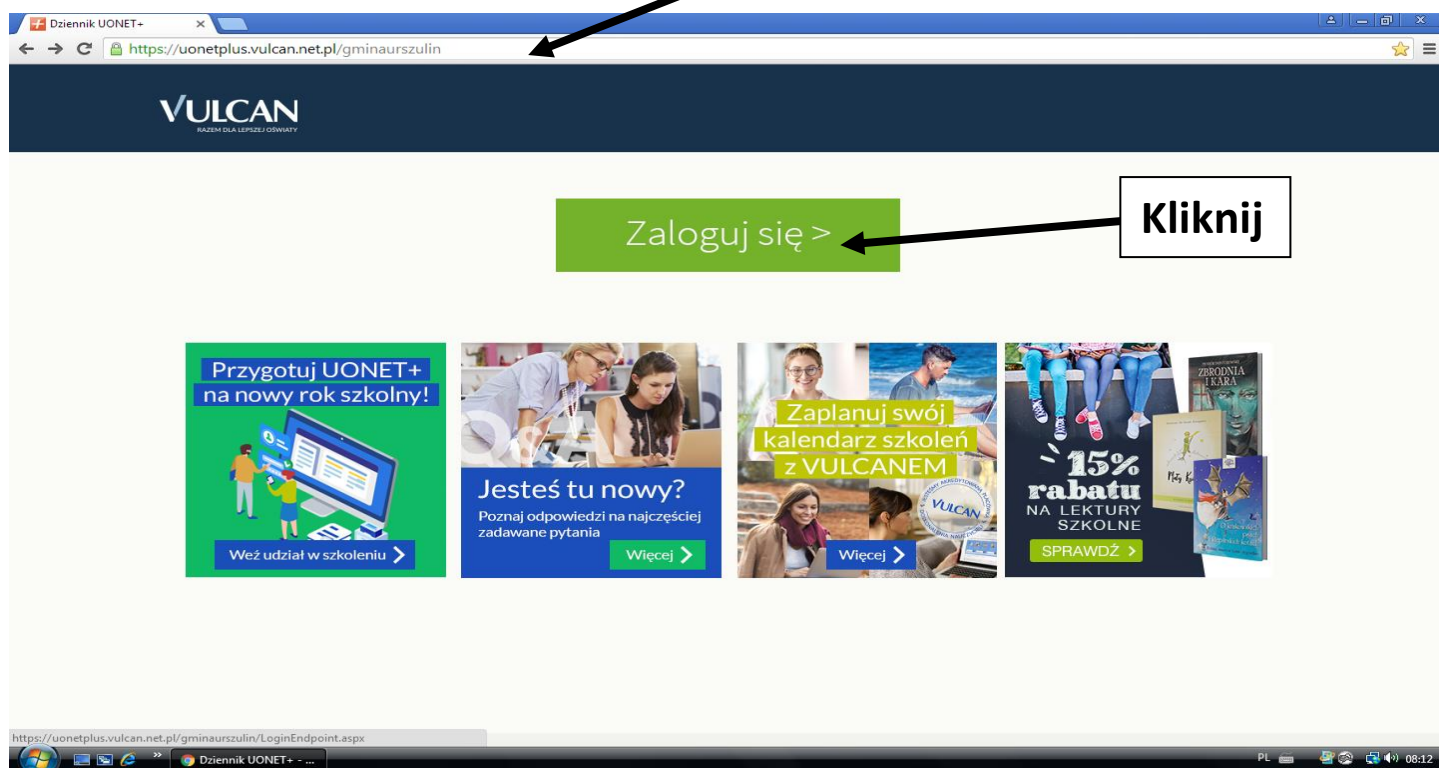 Dziennik UONET+
https://uonetplus.vulcan.net.pl/gminaurszulin
VULCAN
RAZEM DLA LEPSZEJ OŚWIATY
Zaloguj się >
Kliknij
Przygotuj UONET+
na nowy rok szkolny!
Weź udział w szkoleniu
Q&A
Jesteś tu nowy?
Poznaj odpowiedzi na najczęściej
zadawane pytania
Więcej
Zaplanuj swój
kalendarz szkoleń
z VULCANEM
VULCAN
Więcej
ZBRODNIA
I KARA
15%
rabatu
NA LEKTURY
SZKOLNE
SPRAWDŹ >
https://uonetplus.vulcan.net.pl/gminaurszulin/LoginEndpoint.aspx
Dziennik UONET+ - ...
PL
08:12